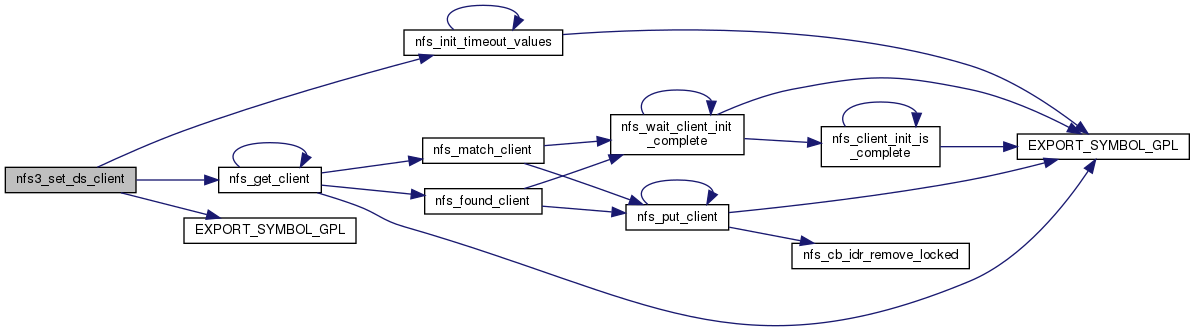 nfs_init_timeout_values
nfs_wait_client_init
_complete
nfs_client_init_is
_complete
EXPORT_SYMBOL_GPL
nfs_match_client
nfs3_set_ds_client
nfs_get_client
nfs_found_client
nfs_put_client
EXPORT_SYMBOL_GPL
nfs_cb_idr_remove_locked